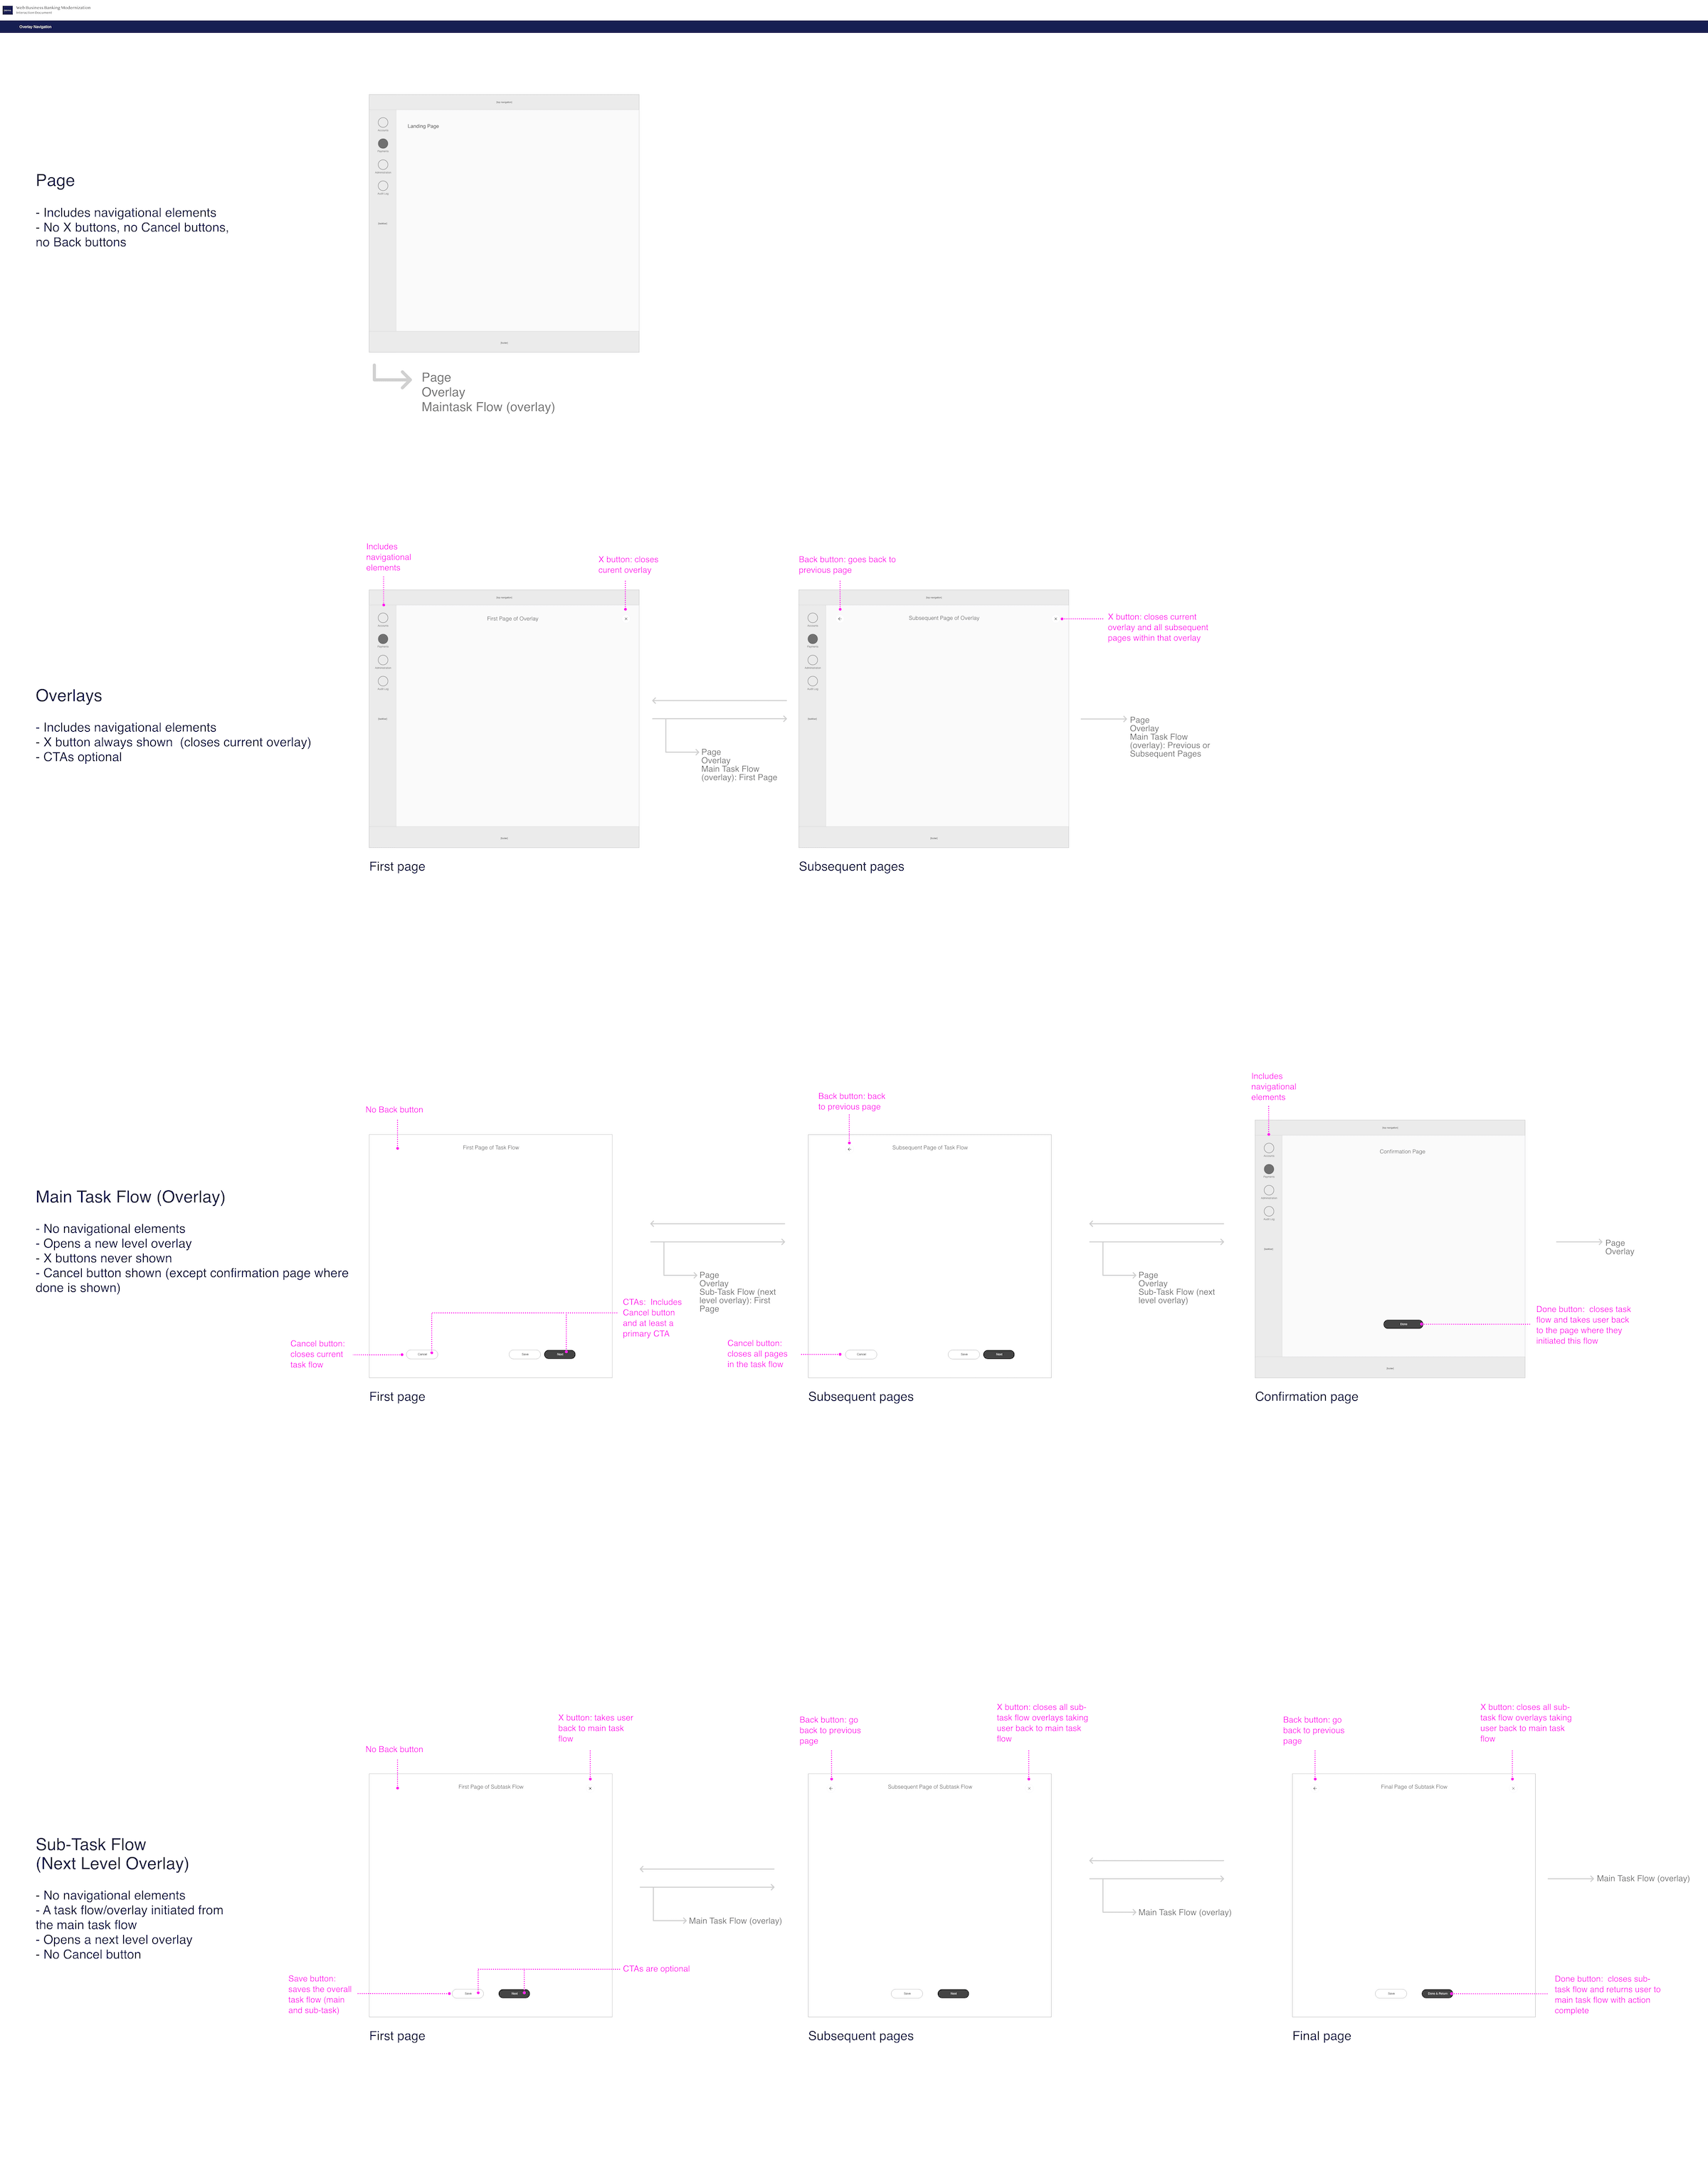 Web Business Banking Modernization
Overlay Navigation
Page
- Includes navigational elements
- No X buttons, no Cancel buttons,
no Back buttons
Landing Page
Page
Overlay
Maintask Flow (overlay)
Overlays
- Includes navigational elements
- X button always shown  (closes current overlay)
- CTAs optional
Includes
navigational
elements
X button: closes
curent overlay
First Page of Overlay
First page
Page
Overlay
Main Task Flow
(overlay): First Page
Back button: goes back to
previous page
Subsequent Page of Overlay
X button: closes current
overlay and all subsequent
pages within that overlay
Subsequent pages
Page
Overlay
Main Task Flow
(overlay): Previous or
Subsequent Pages
Main Task Flow (Overlay)
- No navigational elements
- Opens a new level overlay
- X buttons never shown
- Cancel button shown (except confirmation page where
done is shown)
No Back button
First Page of Task Flow
Cancel button:
closes current
task flow
Cancel
Save
Next
CTAs:  Includes
Cancel button
and at least a
primary CTA
First page
Page
Overlay
Sub-Task Flow (next
level overlay): First
Page
Back button: back
to previous page
Subsequent Page of Task Flow
Cancel button:
closes all pages
in the task flow
Cancel
Save
Next
Subsequent pages
Page
Overlay
Sub-Task Flow (next
level overlay)
Includes
navigational
elements
Confirmation Page
Done
Done button:  closes task
flow and takes user back
to the page where they
initiated this flow
Confirmation page
Page
Overlay
Sub-Task Flow
(Next Level Overlay)
- No navigational elements
- A task flow/overlay initiated from
the main task flow
- Opens a next level overlay
- No Cancel button
No Back button
X button: takes user
back to main task
flow
First Page of Subtask Flow
Save button:
saves the overall
task flow (main
and sub-task)
Save
Next
CTAs are optional
First page
Main Task Flow (overlay)
Back button: go
back to previous
page
X button: closes all sub-
task flow overlays taking
user back to main task
flow
Subsequent Page of Subtask Flow
Save
Next
Subsequent pages
Main Task Flow (overlay)
Back button: go
back to previous
page
X button: closes all sub-
task flow overlays taking
user back to main task
flow
Final Page of Subtask Flow
Save
Done button:  closes sub-
task flow and returns user to
main task flow with action
complete
Final page
Main Task Flow (overlay)